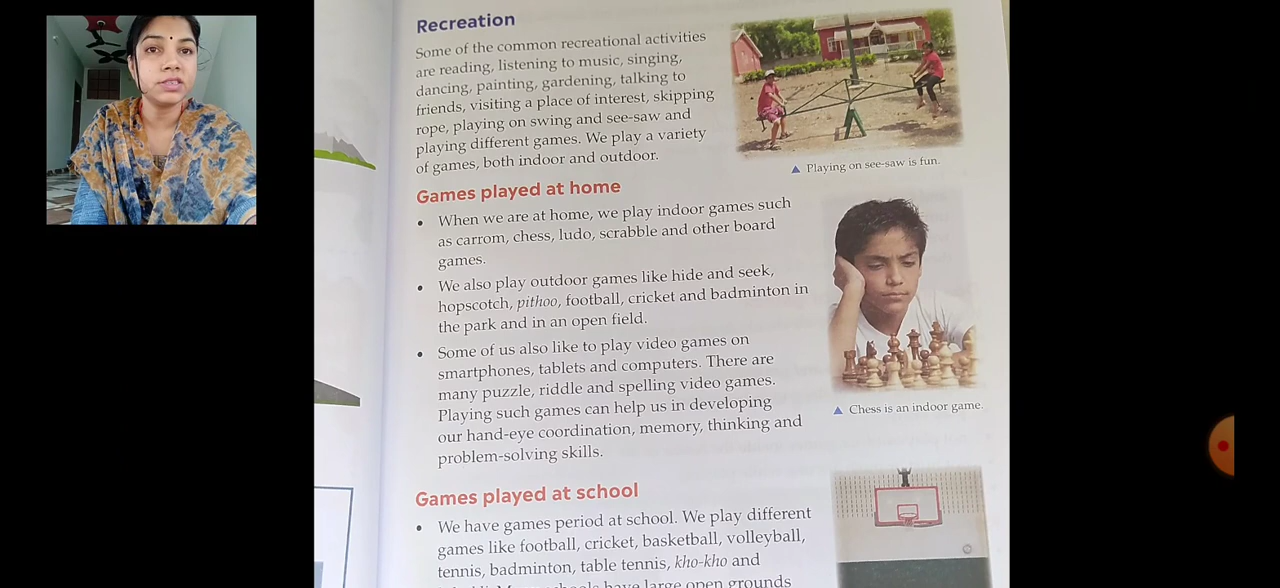 Recreation
Some of the common recreational activities
are reading, listening to music, singing,
dancing, painting, gardening, talking to
friends, visiting a place of interest, skipping
rope, playing on swing and see-saw and
playing different games. We play a variety
of games, both indoor and outdoor.
▲ Playing on see-saw is fun.
Games played at home
• When we are at home, we play indoor games such
as carrom, chess, ludo, scrabble and other board
games.
• We also play outdoor games like hide and seek,
hopscotch, pithoo, football, cricket and badminton in
the park and in an open field.
• Some of us also like to play video games on
smartphones, tablets and computers. There are
many puzzle, riddle and spelling video games.
Playing such games can help us in developing
our hand-eye coordination, memory, thinking and
problem-solving skills.
▲ Chess is an indoor game.
Games played at school
• We have games period at school. We play different
games like football, cricket, basketball, volleyball,
tennis, badminton, table tennis, kho-kho and
schools have large open grounds